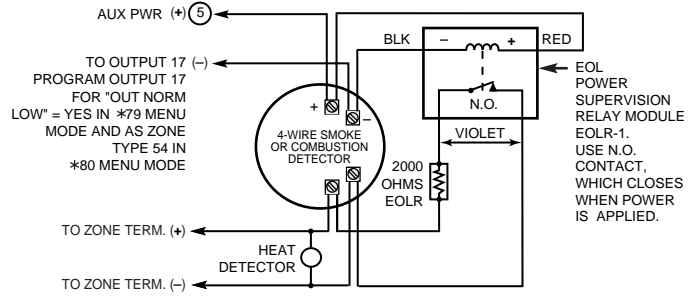 AUX PWR (+) 5
TO OUTPUT 17 (–)
PROGRAM OUTPUT 17
FOR "OUT NORM
LOW" = YES IN *79 MENU
MODE AND AS ZONE
TYPE 54 IN
*80 MENU MODE
+
–
4-WIRE SMOKE
OR COMBUSTION
DETECTOR
BLK
–
+
RED
N.O.
VIOLET
2000
OHMS
EOLR
EOL
POWER
SUPERVISION
RELAY MODULE
EOLR-1.
USE N.O.
CONTACT,
WHICH CLOSES
WHEN POWER
IS APPLIED.
TO ZONE TERM. (+)
HEAT
DETECTOR
TO ZONE TERM. (–)